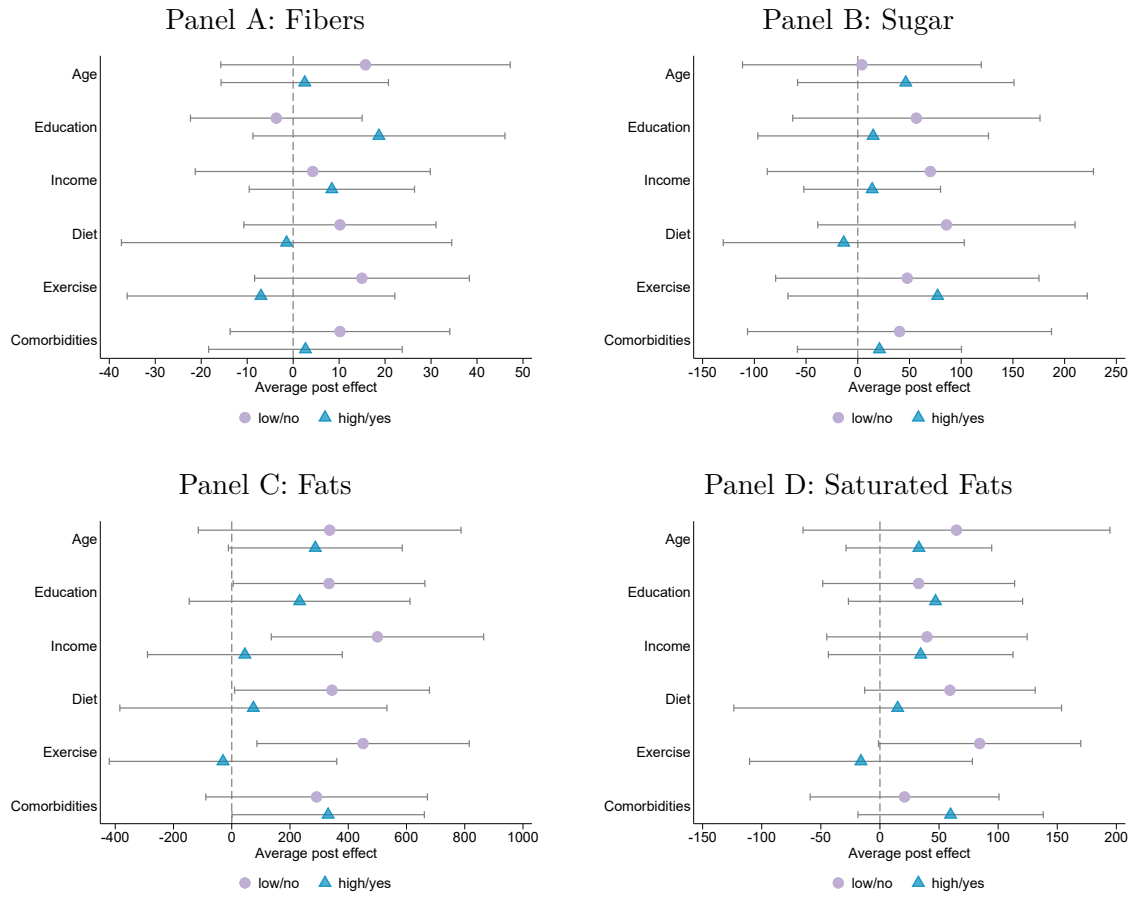 Panel A: Fibers
Age
Education
Income
Diet
Exercise
Comorbidities
-40 -30 -20 -10 0 10 20 30 40 50
Average post effect
low/no high/yes
Panel B: Sugar
Age
Education
Income
Diet
Exercise
Comorbidities
-150 -100 -50 0 50 100 150 200 250
Average post effect
low/no high/yes
Panel C: Fats
Age
Education
Income
Diet
Exercise
Comorbidities
-400 -200 0 200 400 600 800 1000
Average post effect
low/no high/yes
Panel D: Saturated Fats
Age
Education
Income
Diet
Exercise
Comorbidities
-150 -100 -50 0 50 100 150 200
Average post effect
low/no high/yes